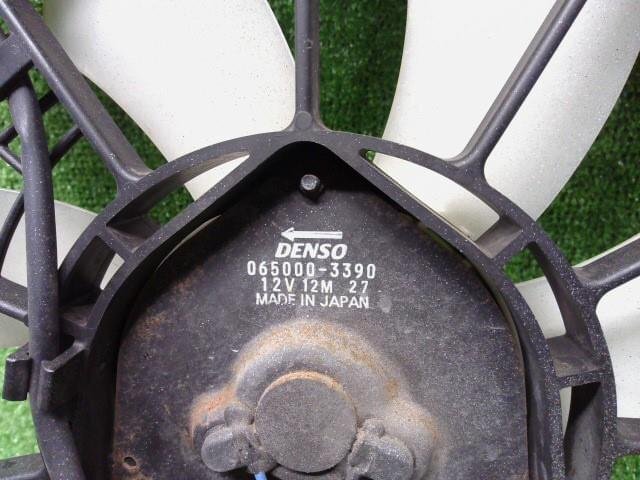 DENSO
065000-3390
12V 12M 27
MADE IN JAPAN